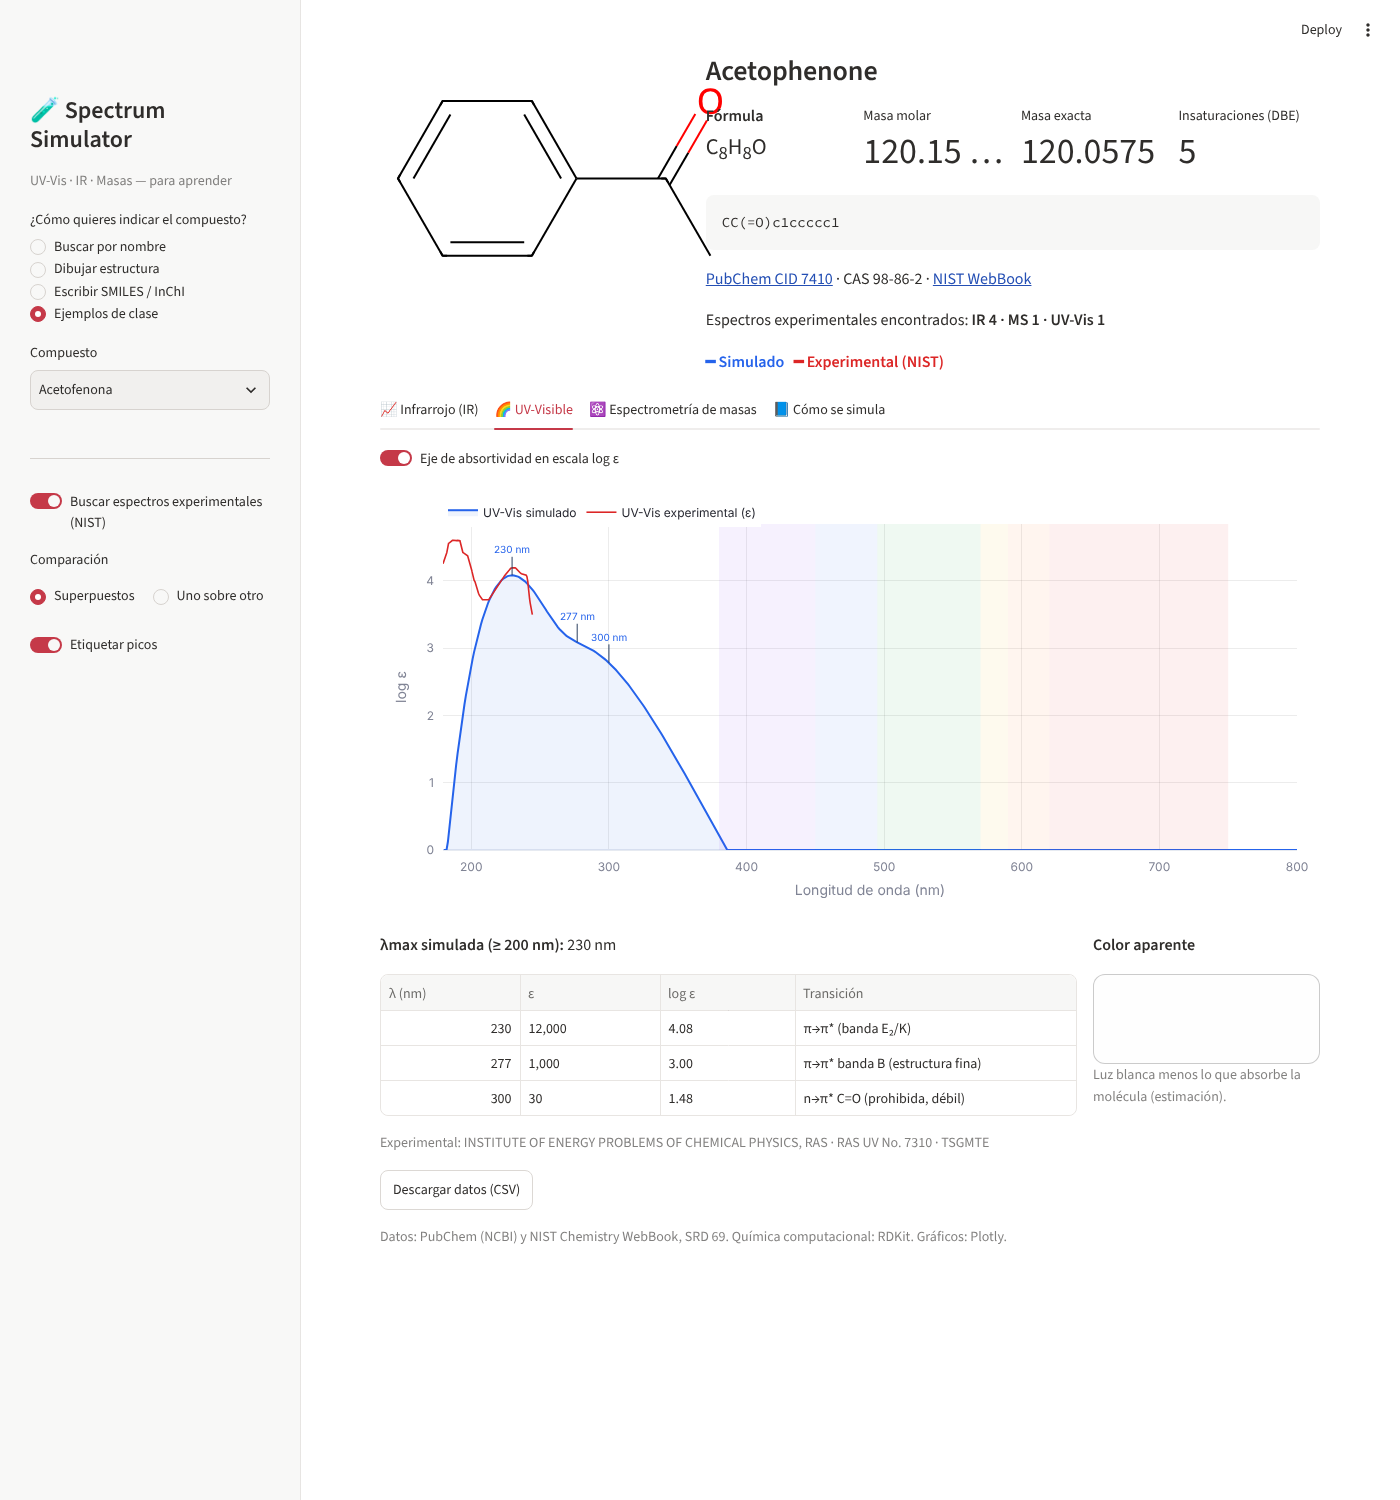 Deploy
🧪 Spectrum
Simulator
UV-Vis · IR · Masas — para aprender
¿Cómo quieres indicar el compuesto?
Buscar por nombre
Dibujar estructura
Escribir SMILES / InChI
Ejemplos de clase
Compuesto
Acetofenona
Buscar espectros experimentales
(NIST)
Comparación
Superpuestos
Uno sobre otro
Etiquetar picos
O
Acetophenone
Fórmula
C₈H₈O
Masa molar
120.15 …
Masa exacta
120.0575
Insaturaciones (DBE)
5
CC(=O)c1ccccc1
PubChem CID 7410 · CAS 98-86-2 · NIST WebBook
Espectros experimentales encontrados: IR 4 · MS 1 · UV-Vis 1
━ Simulado ━ Experimental (NIST)
📈 Infrarrojo (IR)
🌈 UV-Visible
⚛️ Espectrometría de masas
📘 Cómo se simula
Eje de absortividad en escala log ε
UV-Vis simulado
UV-Vis experimental (ε)
230 nm
277 nm
300 nm
4
3
2
1
0
log ε
200
300
400
500
600
700
800
Longitud de onda (nm)
λmax simulada (≥ 200 nm): 230 nm
λ (nm) ε log ε Transición
230 12,000 4.08 π→π* (banda E₂/K)
277 1,000 3.00 π→π* banda B (estructura fina)
300 30 1.48 n→π* C=O (prohibida, débil)
Color aparente
Luz blanca menos lo que absorbe la
molécula (estimación).
Experimental: INSTITUTE OF ENERGY PROBLEMS OF CHEMICAL PHYSICS, RAS · RAS UV No. 7310 · TSGMTE
Descargar datos (CSV)
Datos: PubChem (NCBI) y NIST Chemistry WebBook, SRD 69. Química computacional: RDKit. Gráficos: Plotly.